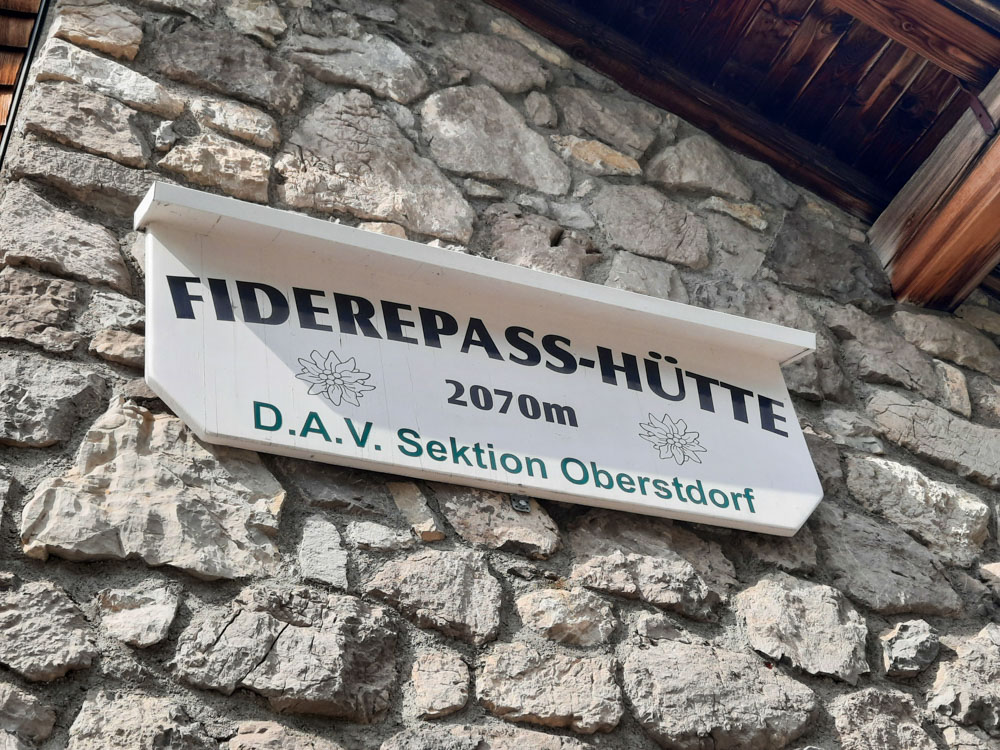 FIDEREPASS-HÜTTE
2070m
D.A.V. Sektion Oberstdorf